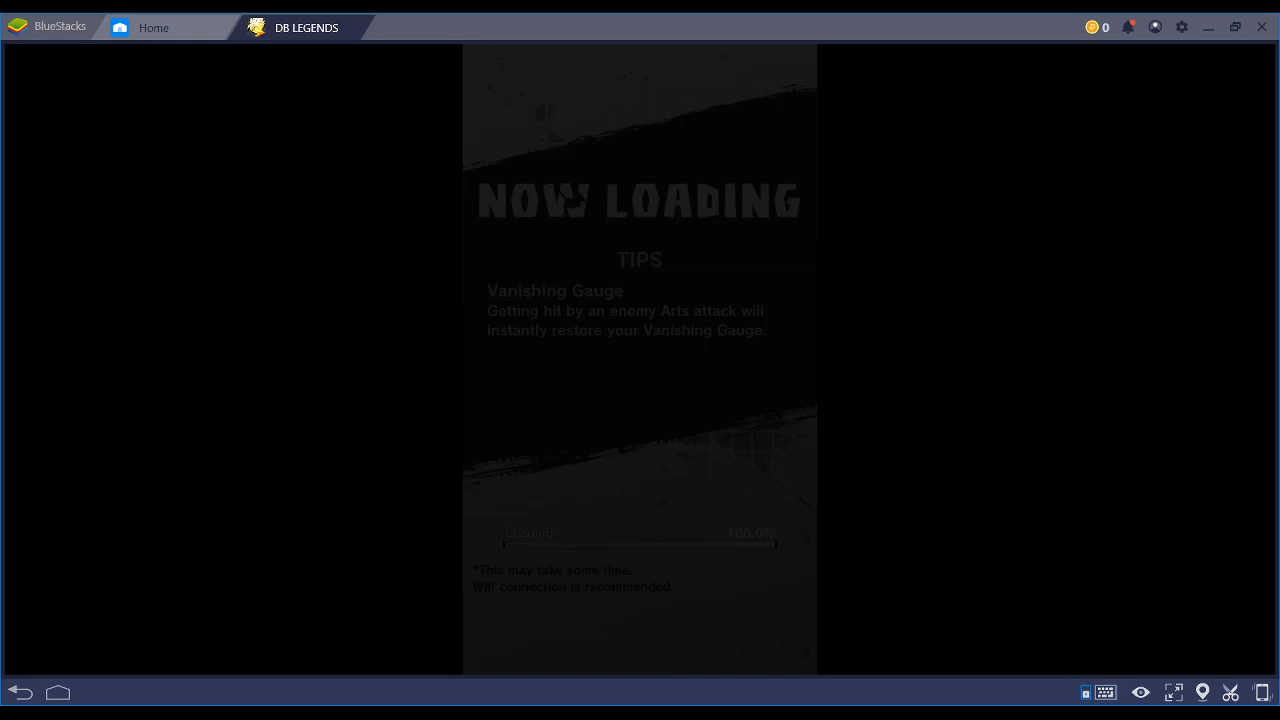 BlueStacks
Home
DB LEGENDS
0
NOW LOADING
TIPS
Vanishing Gauge
Getting hit by an enemy Arts attack will
instantly restore your Vanishing Gauge.
Loading 100.0%
*This may take some time.
Wifi connection is recommended.